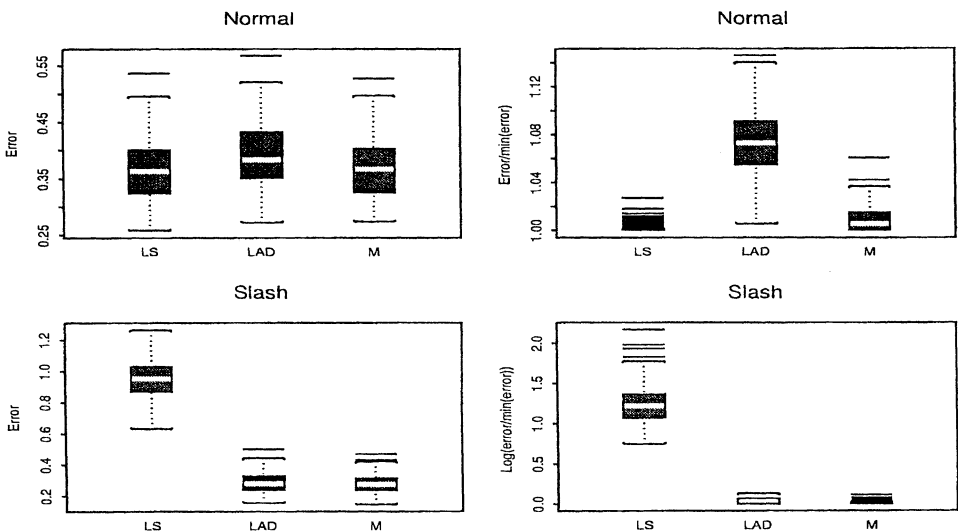 Normal
Error
0.55
0.45
0.35
0.25
LS LAD M
Normal
Error/min(error)
1.12
1.08
1.04
1.00
LS LAD M
Slash
Error
1.2
1.0
0.8
0.6
0.4
0.2
LS LAD M
Slash
Log(error/min(error))
2.0
1.5
1.0
0.5
0.0
LS LAD M